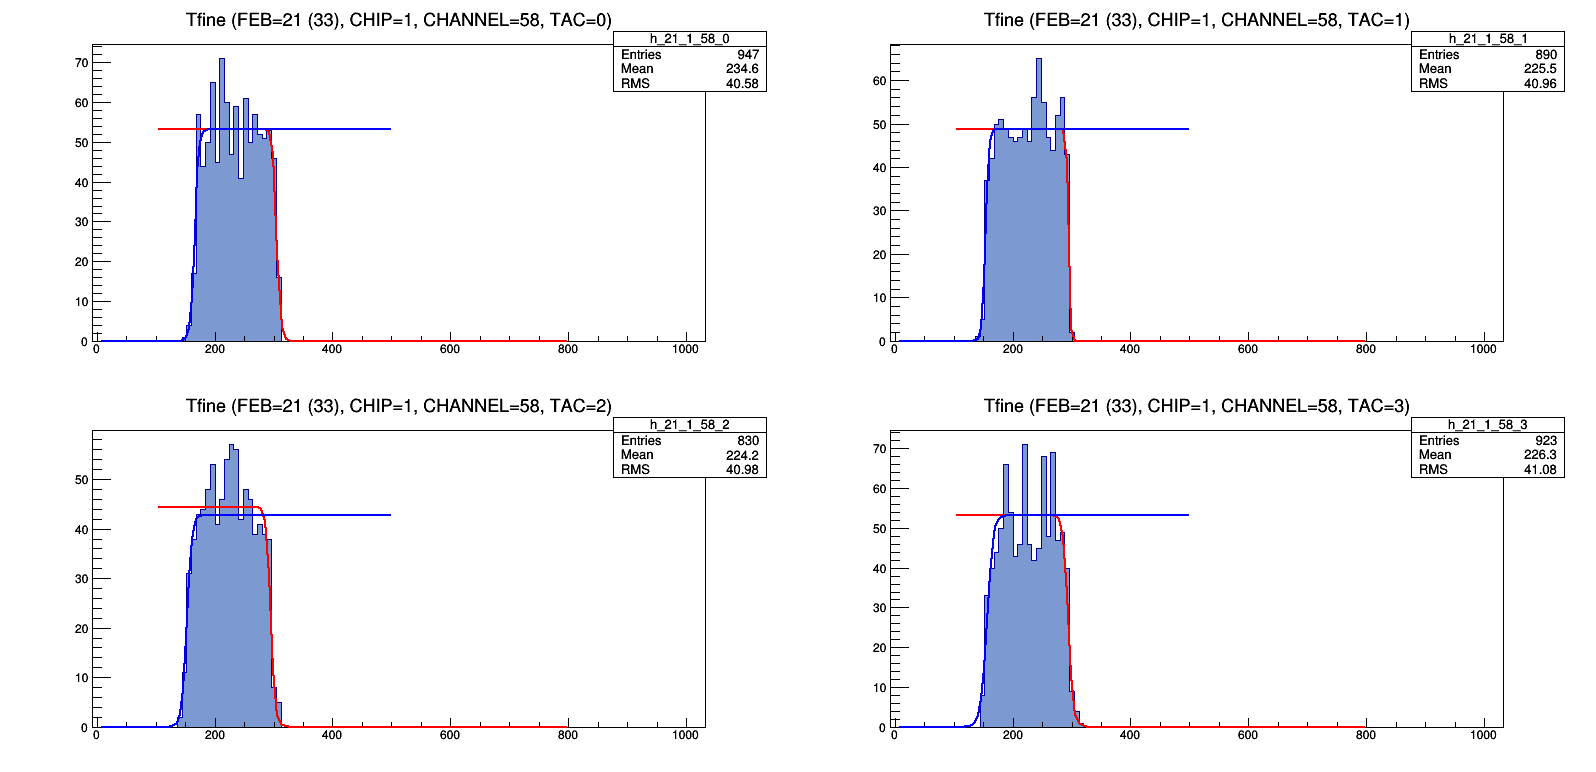 Tfine (FEB=21 (33), CHIP=1, CHANNEL=58, TAC=0)
h_21_1_58_0
Entries 947
Mean 234.6
RMS 40.58
70
60
50
40
30
20
10
0
0 200 400 600 800 1000
Tfine (FEB=21 (33), CHIP=1, CHANNEL=58, TAC=1)
h_21_1_58_1
Entries 890
Mean 225.5
RMS 40.96
60
50
40
30
20
10
0
0 200 400 600 800 1000
Tfine (FEB=21 (33), CHIP=1, CHANNEL=58, TAC=2)
h_21_1_58_2
Entries 830
Mean 224.2
RMS 40.98
50
40
30
20
10
0
0 200 400 600 800 1000
Tfine (FEB=21 (33), CHIP=1, CHANNEL=58, TAC=3)
h_21_1_58_3
Entries 923
Mean 226.3
RMS 41.08
70
60
50
40
30
20
10
0
0 200 400 600 800 1000